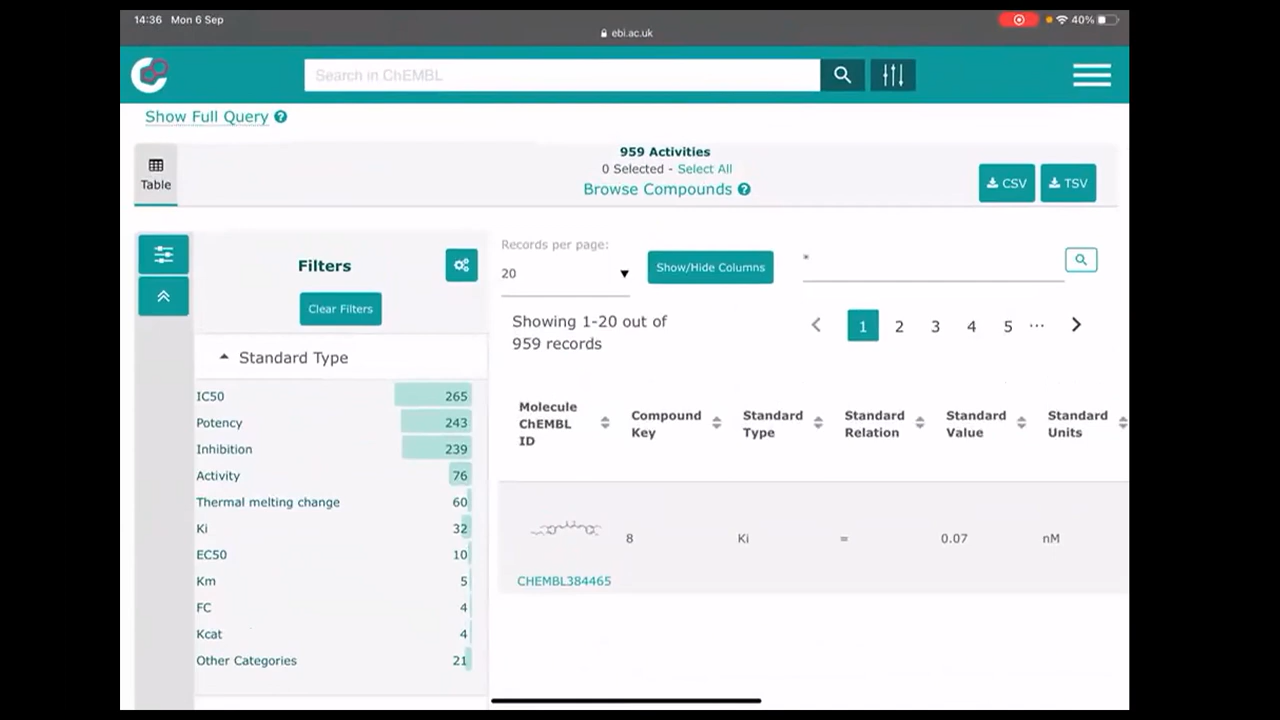 14:36 Mon 6 Sep
40%
ebi.ac.uk
Search in ChEMBL
Show Full Query ?
959 Activities
0 Selected - Select All
Browse Compounds ?
Table
CSV
TSV
Filters
Clear Filters
Standard Type
IC50 265
Potency 243
Inhibition 239
Activity 76
Thermal melting change 60
Ki 32
EC50 10
Km 5
FC 4
Kcat 4
Other Categories 21
Records per page:
20
Show/Hide Columns
*
Showing 1-20 out of
959 records
1 2 3 4 5 ...
Molecule
ChEMBL
ID
Compound
Key
Standard
Type
Standard
Relation
Standard
Value
Standard
Units
8 Ki = 0.07 nM
CHEMBL384465